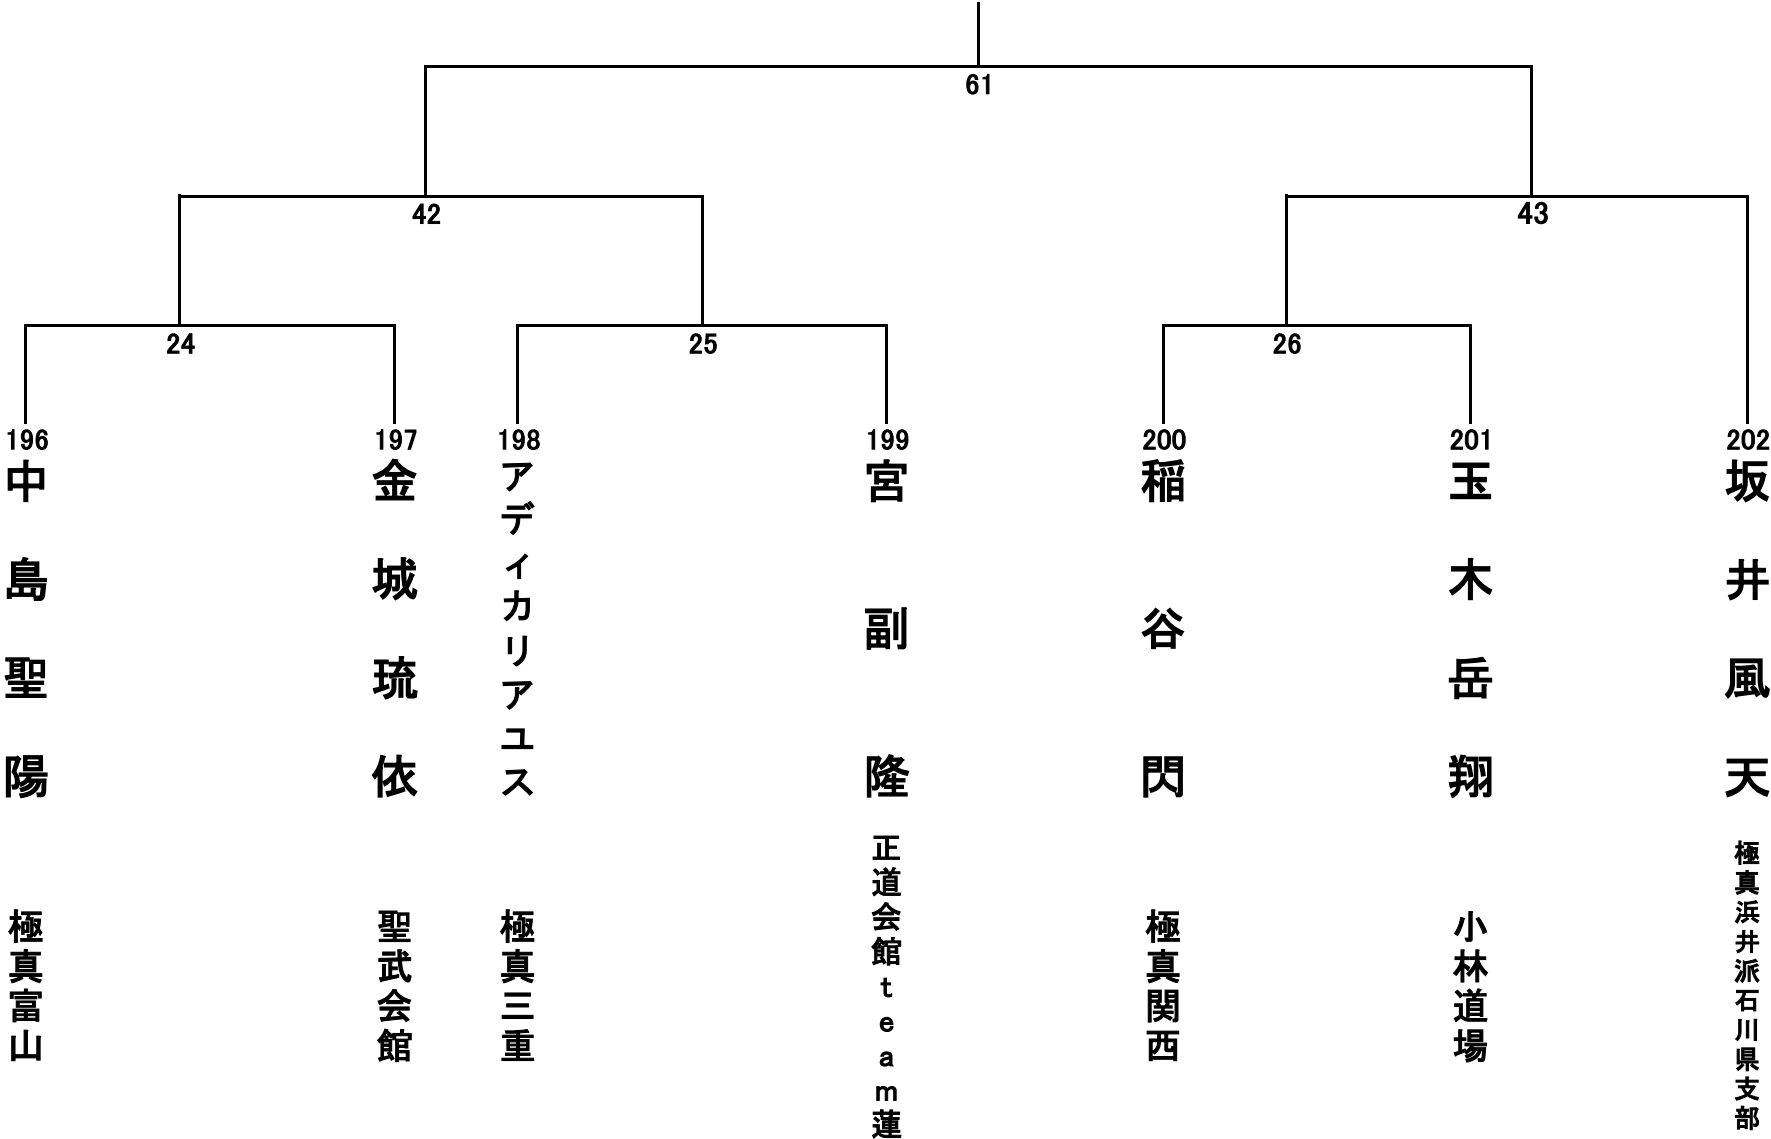 61
42
43
24
25
26
196
中島聖陽
極真富山
197
金城琉依
聖武会館
198
アディカリアユス
極真三重
199
宮副隆
正道会館team蓮
200
稲谷閃
極真関西
201
玉木岳翔
小林道場
202
坂井風天
極真浜井派石川県支部